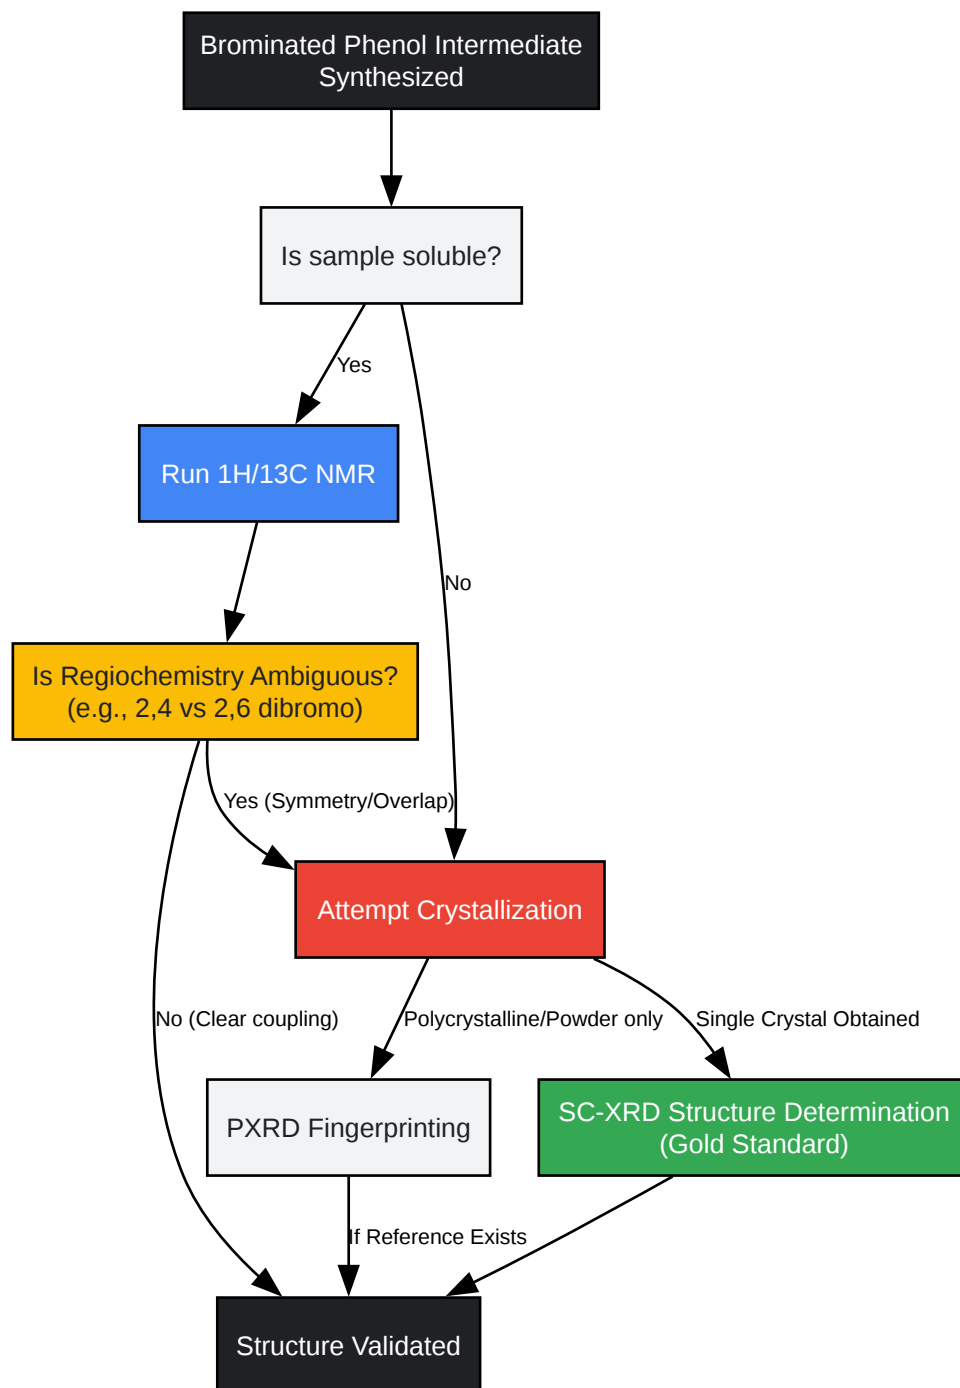 Brominated Phenol Intermediate
Synthesized
Is sample soluble?
Yes
Run 1H/13C NMR
No
Is Regiochemistry Ambiguous?
(e.g., 2,4 vs 2,6 dibromo)
Yes (Symmetry/Overlap)
Attempt Crystallization
No (Clear coupling)
Polycrystalline/Powder only
Single Crystal Obtained
PXRD Fingerprinting
SC-XRD Structure Determination
(Gold Standard)
If Reference Exists
Structure Validated